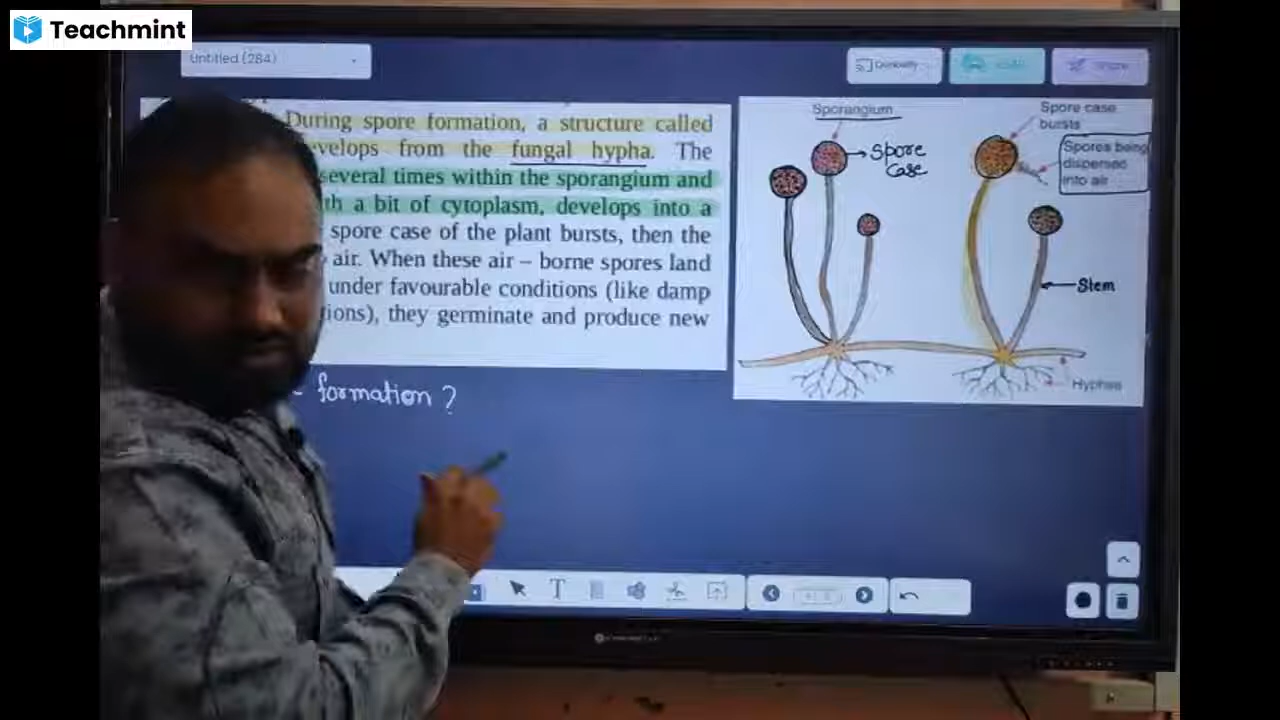 Teachmint
Untitled (284)
During spore formation, a structure called
velops from the fungal hypha. The
several times within the sporangium and
th a bit of cytoplasm, develops into a
spore case of the plant bursts, then the
air. When these air – borne spores land
under favourable conditions (like damp
tions), they germinate and produce new
formation ?
Sporangium
Spore case
bursts
Spores being
dispersed
into air
Spore
case
Stem
Hyphae
T